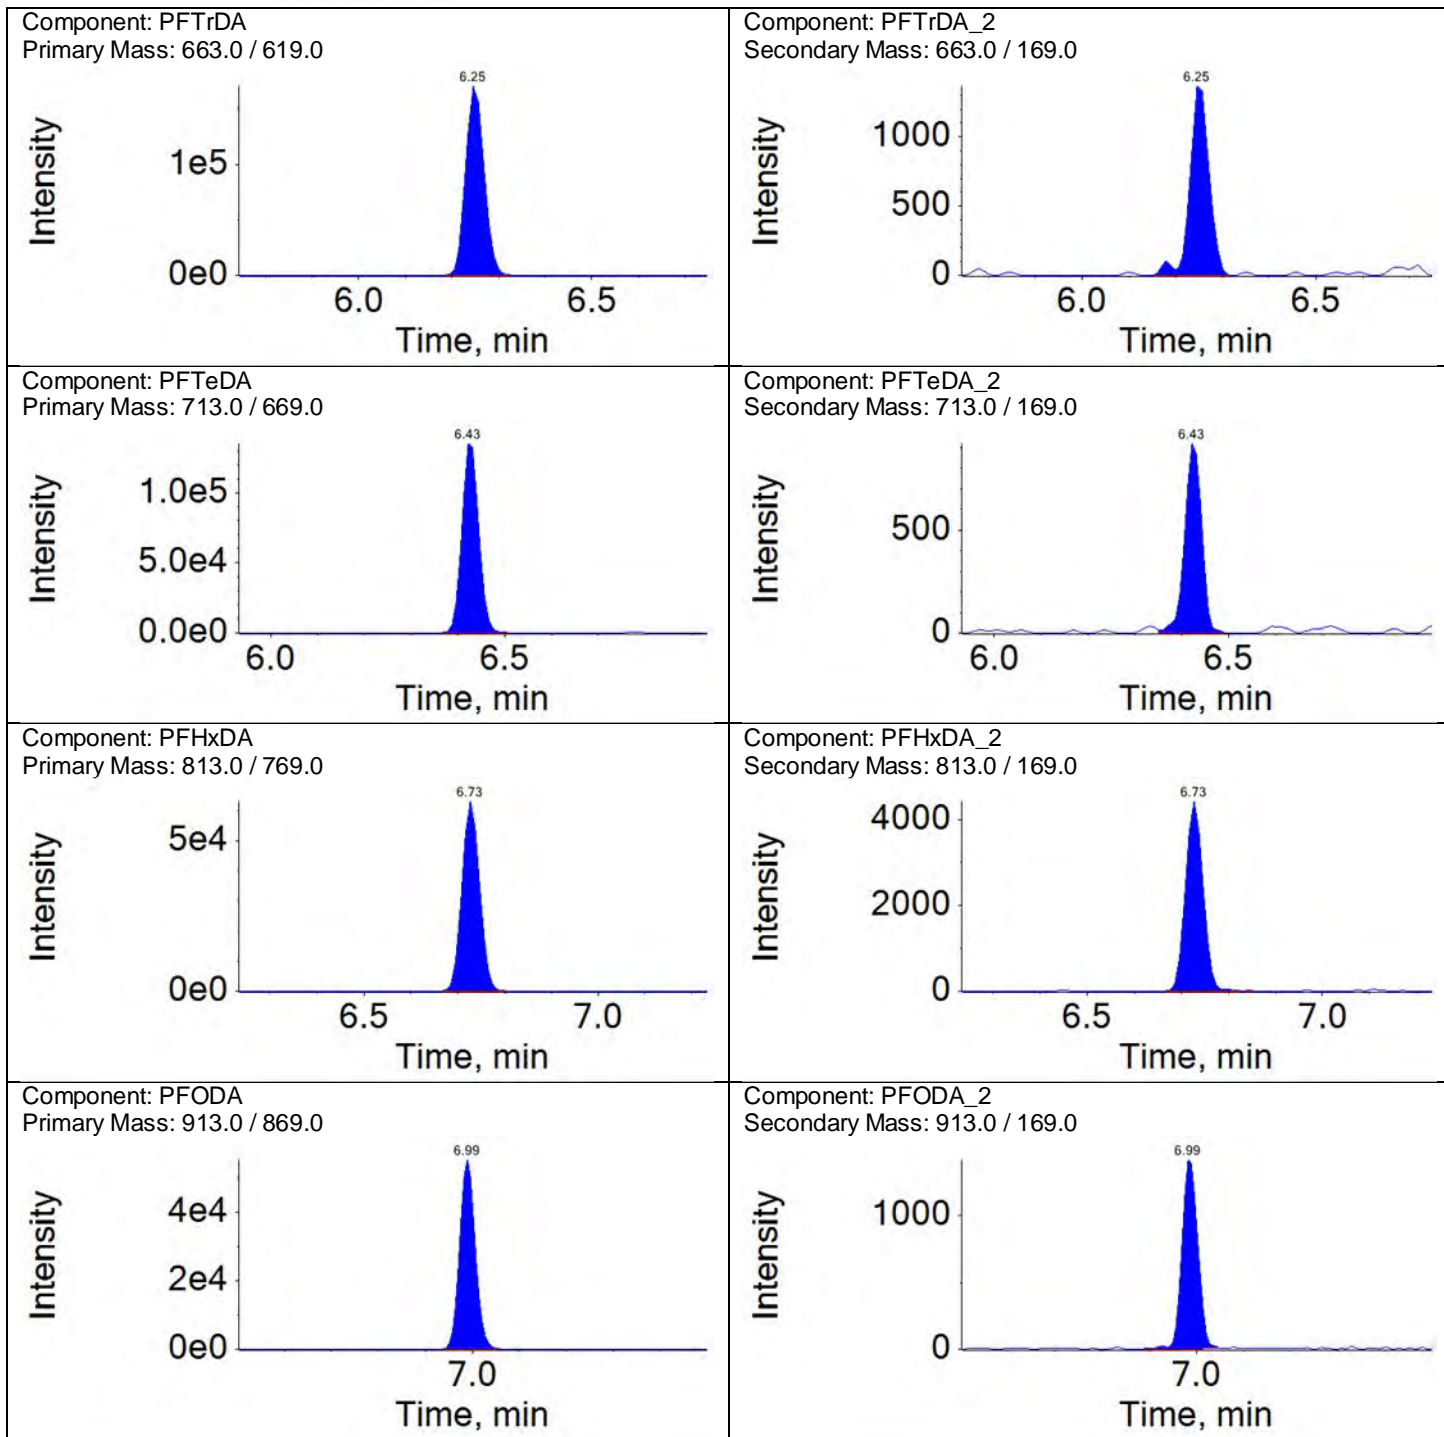 Component: PFTrDA
Primary Mass: 663.0 / 619.0
6.25
Intensity
1e5
0e0
6.0
6.5
Time, min
Component: PFTrDA_2
Secondary Mass: 663.0 / 169.0
6.25
Intensity
1000
500
0
6.0
6.5
Time, min
Component: PFTeDA
Primary Mass: 713.0 / 669.0
6.43
Intensity
1.0e5
5.0e4
0.0e0
6.0
6.5
Time, min
Component: PFTeDA_2
Secondary Mass: 713.0 / 169.0
6.43
Intensity
500
0
6.0
6.5
Time, min
Component: PFHxDA
Primary Mass: 813.0 / 769.0
6.73
Intensity
5e4
0e0
6.5
7.0
Time, min
Component: PFHxDA_2
Secondary Mass: 813.0 / 169.0
6.73
Intensity
4000
2000
0
6.5
7.0
Time, min
Component: PFODA
Primary Mass: 913.0 / 869.0
6.99
Intensity
4e4
2e4
0e0
7.0
Time, min
Component: PFODA_2
Secondary Mass: 913.0 / 169.0
6.99
Intensity
1000
0
7.0
Time, min